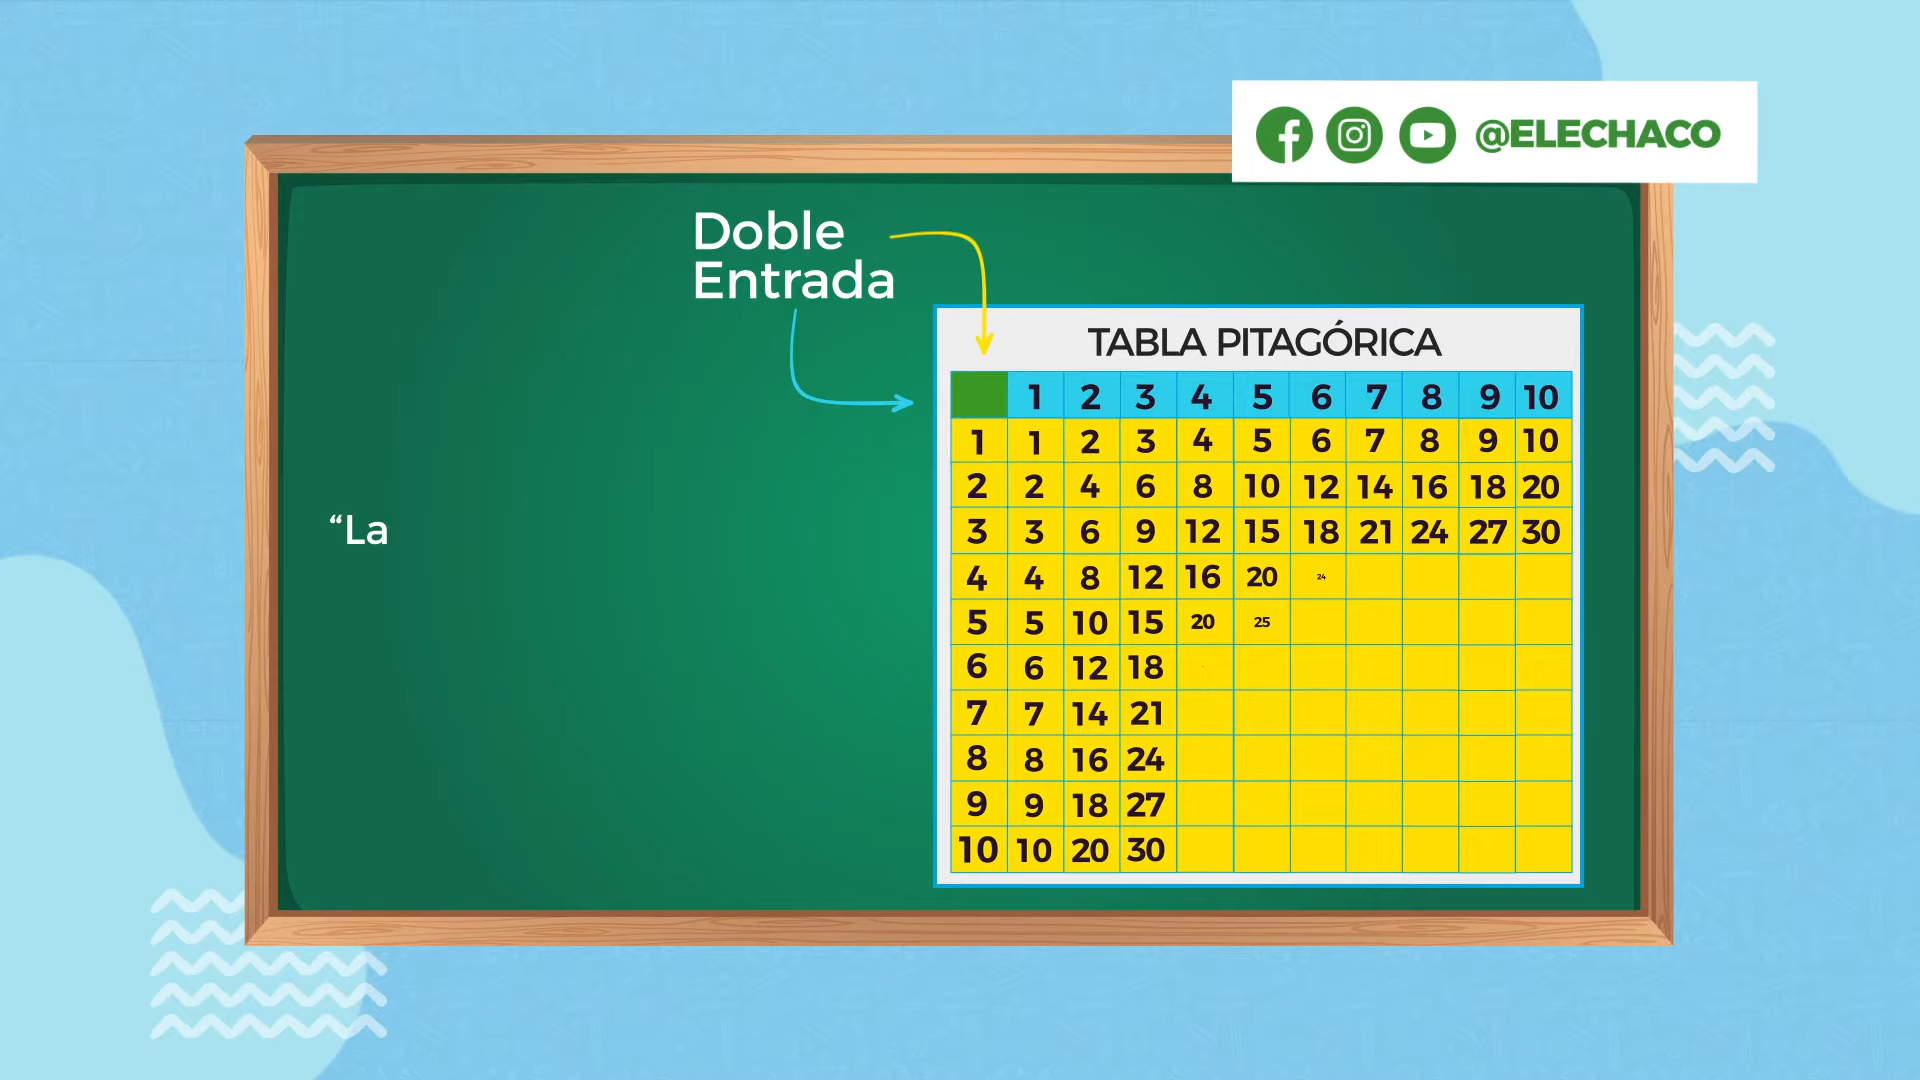 @ELECHACO
Doble
Entrada
TABLA PITAGÓRICA
1 2 3 4 5 6 7 8 9 10
1 1 2 3 4 5 6 7 8 9 10
2 2 4 6 8 10 12 14 16 18 20
3 3 6 9 12 15 18 21 24 27 30
4 4 8 12 16 20 24
5 5 10 15 20 25
6 6 12 18
7 7 14 21
8 8 16 24
9 9 18 27
10 10 20 30
“La